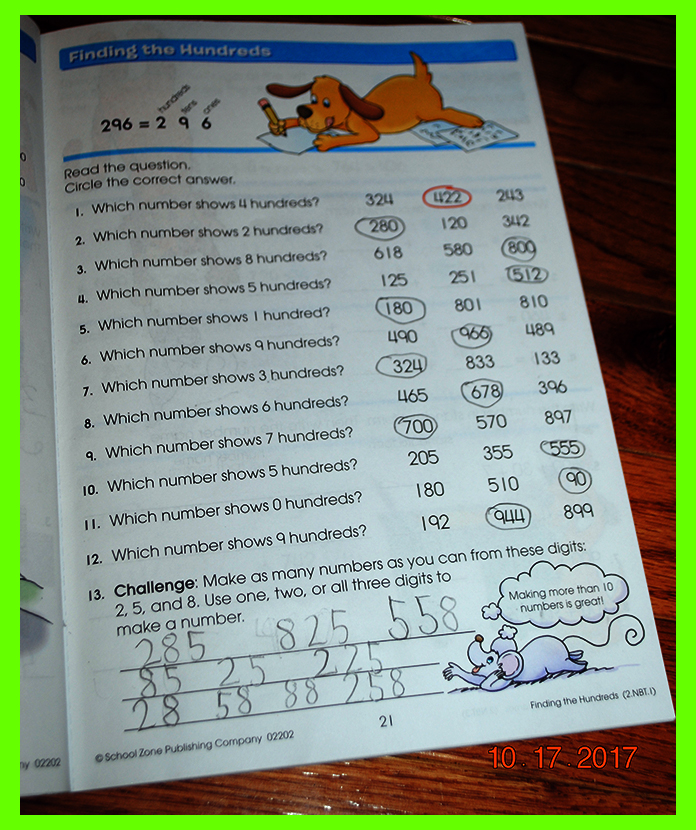 Finding the Hundreds
hundreds
tens
ones
296 = 2 9 6
Read the question.
Circle the correct answer.
1. Which number shows 4 hundreds? 324 422 243
2. Which number shows 2 hundreds? 280 120 342
3. Which number shows 8 hundreds? 618 580 800
4. Which number shows 5 hundreds? 125 251 512
5. Which number shows 1 hundred? 180 801 810
6. Which number shows 9 hundreds? 490 966 489
7. Which number shows 3 hundreds? 324 833 133
8. Which number shows 6 hundreds? 465 678 396
9. Which number shows 7 hundreds? 700 570 897
10. Which number shows 5 hundreds? 205 355 555
11. Which number shows 0 hundreds? 180 510 90
12. Which number shows 9 hundreds? 192 944 899
13. Challenge: Make as many numbers as you can from these digits:
2, 5, and 8. Use one, two, or all three digits to
make a number.
Making more than 10
numbers is great!
285 825 558
85 25 225
28 58 88 258
Finding the Hundreds (2.NBT.1)
21
© School Zone Publishing Company 02202
ny 02202
10.17.2017